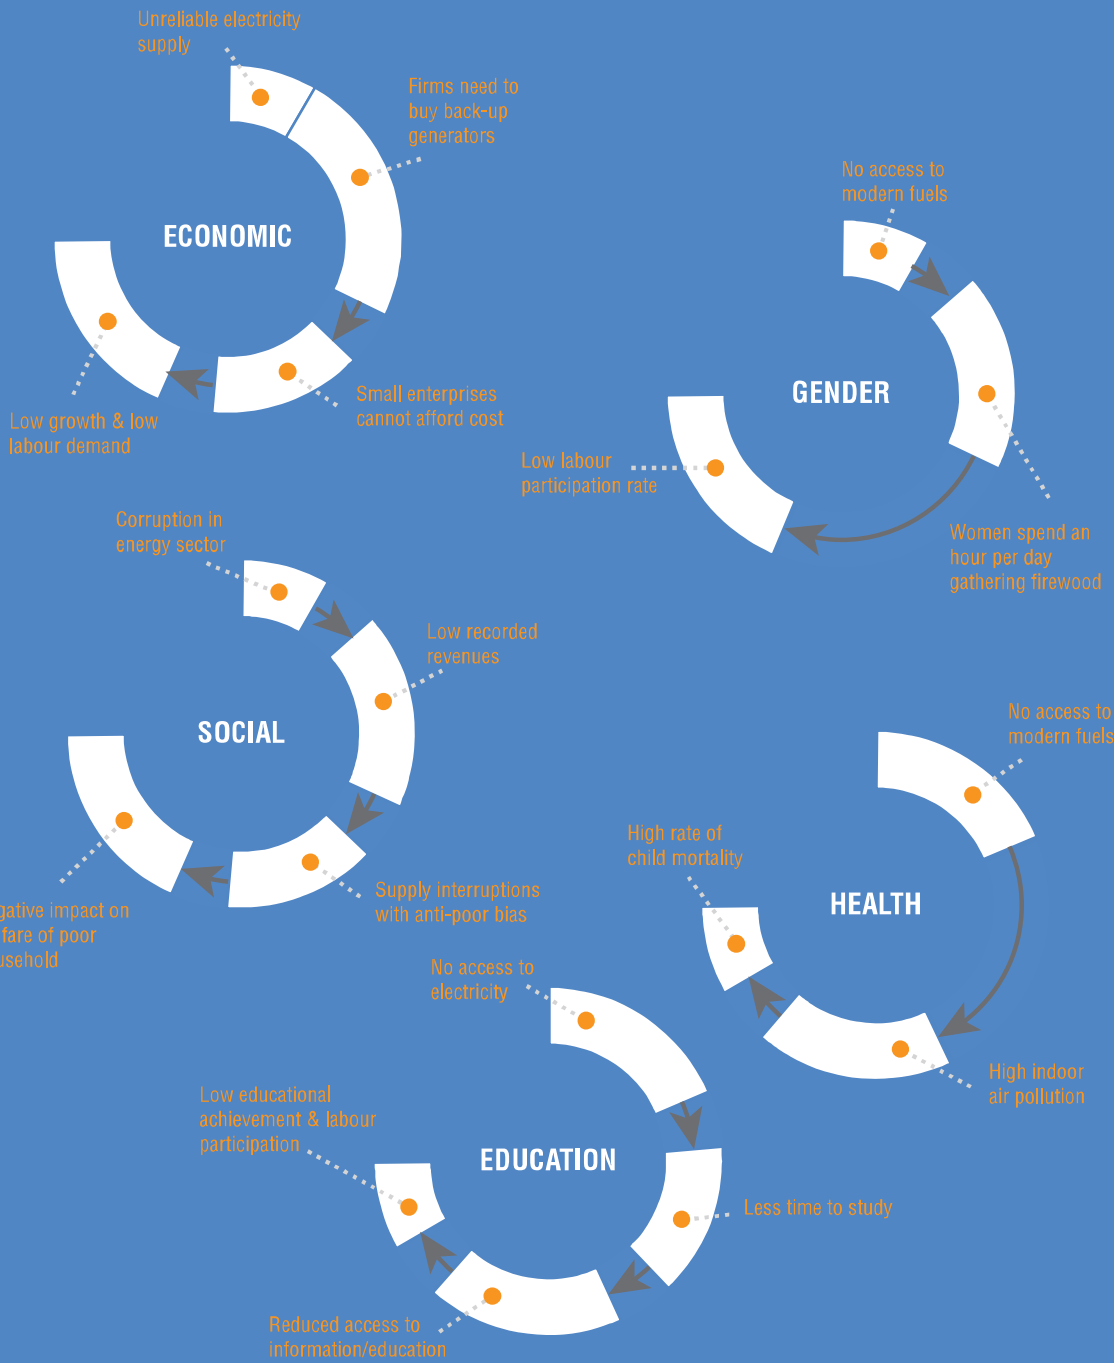 Unreliable electricity
supply
Firms need to
buy back-up
generators
ECONOMIC
Small enterprises
cannot afford cost
Low growth & low
labour demand
No access to
modern fuels
GENDER
Low labour
participation rate
Women spend an
hour per day
gathering firewood
Corruption in
energy sector
Low recorded
revenues
SOCIAL
Supply interruptions
with anti-poor bias
gative impact on
fare of poor
usehold
No access to
modern fuels
High rate of
child mortality
HEALTH
High indoor
air pollution
No access to
electricity
Low educational
achievement & labour
participation
EDUCATION
Less time to study
Reduced access to
information/education